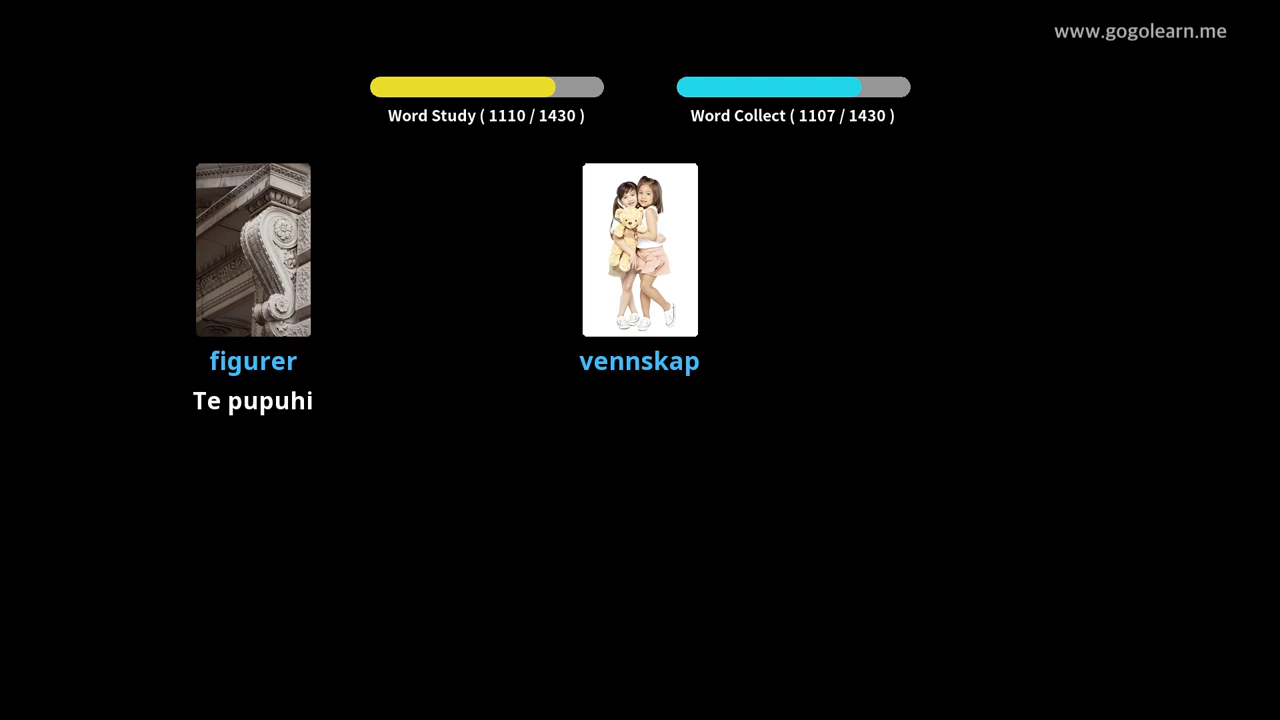 www.gogolearn.me
Word Study ( 1110 / 1430 )
Word Collect ( 1107 / 1430 )
figurer
Te pupuhi
vennskap